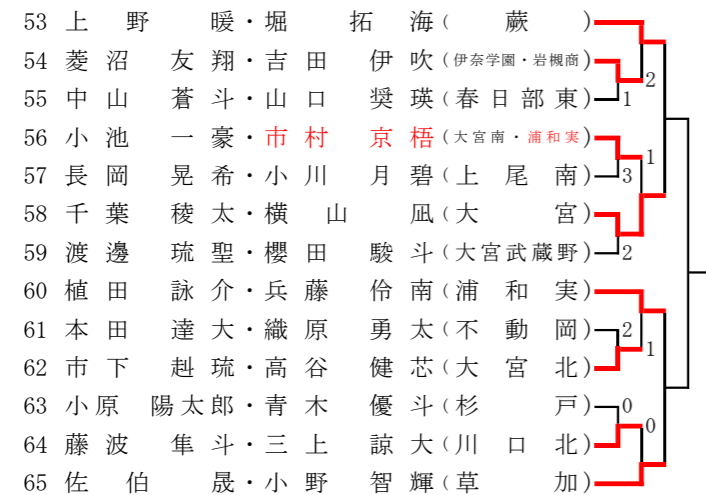 53 上野 暖・堀 拓海(蕨)
54 菱沼 友翔・吉田 伊吹(伊奈学園・岩槻商)
55 中山 蒼斗・山口 奨瑛(春日部東)
56 小池 一豪・市村 京梧(大宮南・浦和実)
57 長岡 晃希・小川 月碧(上尾南)
58 千葉 稜太・横山 凪(大宮)
59 渡邊 琉聖・櫻田 駿斗(大宮武蔵野)
60 植田 詠介・兵藤 伶南(浦和実)
61 本田 達大・織原 勇太(不動岡)
62 市下 赳琉・高谷 健芯(大宮北)
63 小原 陽太郎・青木 優斗(杉戸)
64 藤波 隼斗・三上 諒大(川口北)
65 佐伯 晟・小野 智輝(草加)
2
1
1
3
2
2
1
0
0